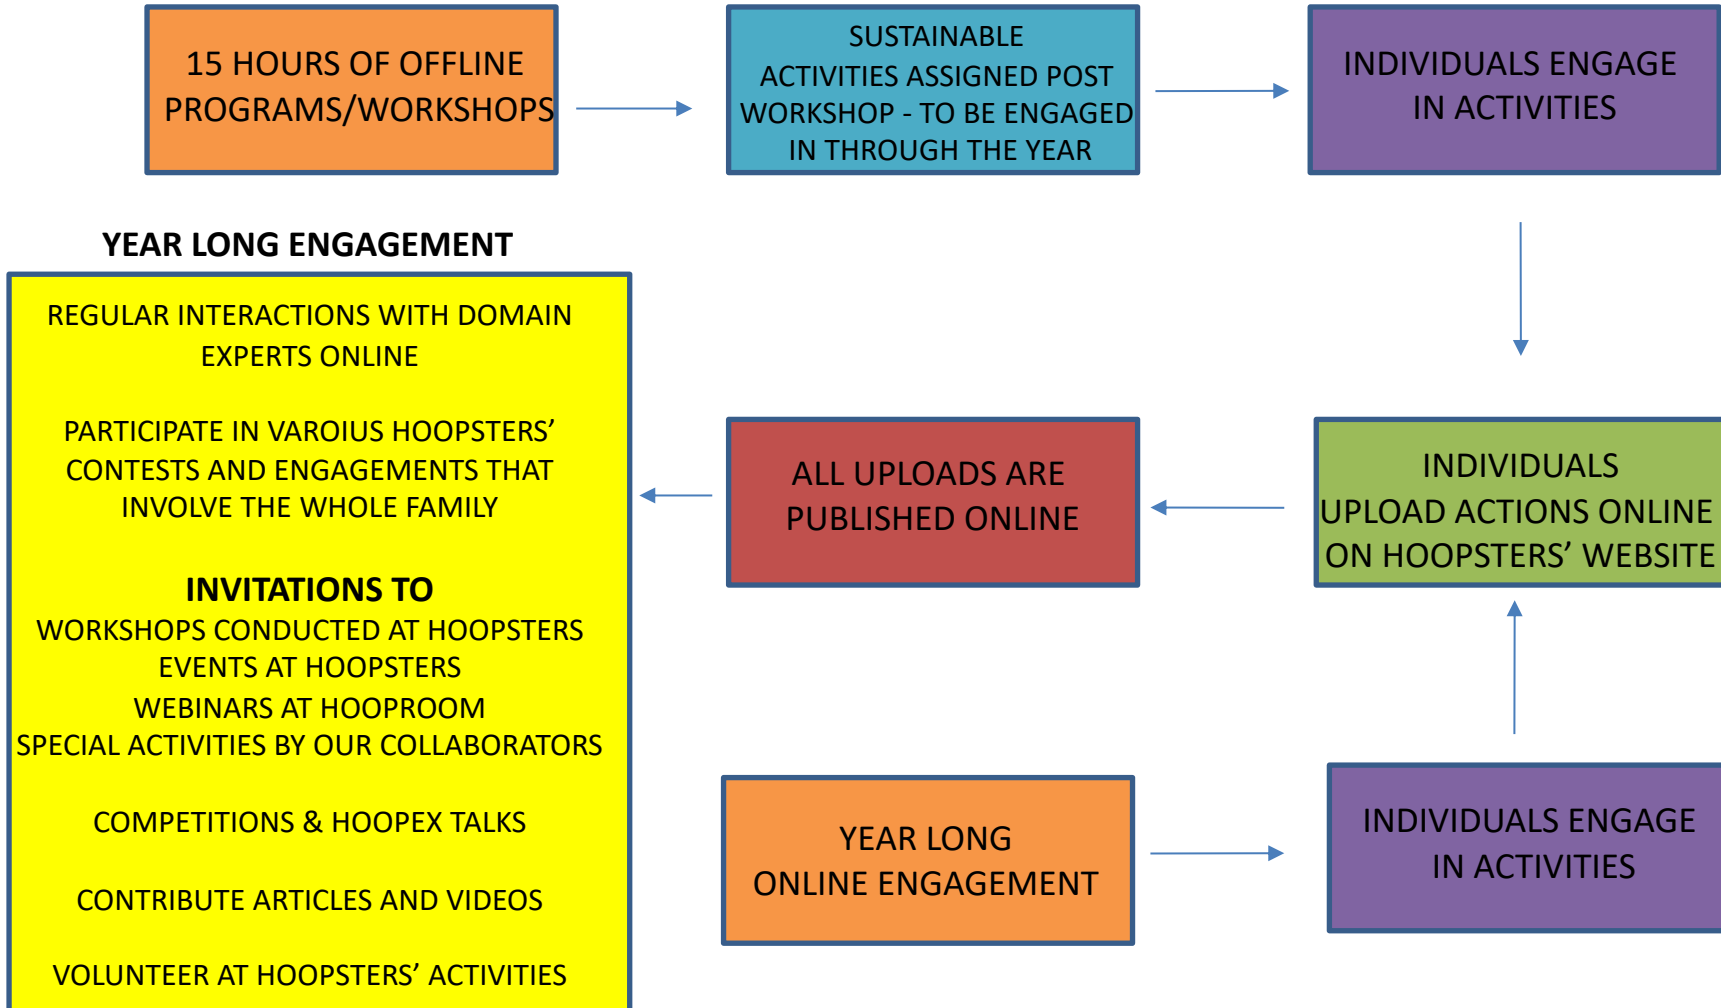 15 HOURS OF OFFLINE
PROGRAMS/WORKSHOPS
SUSTAINABLE
ACTIVITIES ASSIGNED POST
WORKSHOP - TO BE ENGAGED
IN THROUGH THE YEAR
INDIVIDUALS ENGAGE
IN ACTIVITIES
YEAR LONG ENGAGEMENT
REGULAR INTERACTIONS WITH DOMAIN
EXPERTS ONLINE
PARTICIPATE IN VAROIUS HOOPSTERS’
CONTESTS AND ENGAGEMENTS THAT
INVOLVE THE WHOLE FAMILY
INVITATIONS TO
WORKSHOPS CONDUCTED AT HOOPSTERS
EVENTS AT HOOPSTERS
WEBINARS AT HOOPROOM
SPECIAL ACTIVITIES BY OUR COLLABORATORS
COMPETITIONS & HOOPEX TALKS
CONTRIBUTE ARTICLES AND VIDEOS
VOLUNTEER AT HOOPSTERS’ ACTIVITIES
ALL UPLOADS ARE
PUBLISHED ONLINE
INDIVIDUALS
UPLOAD ACTIONS ONLINE
ON HOOPSTERS’ WEBSITE
YEAR LONG
ONLINE ENGAGEMENT
INDIVIDUALS ENGAGE
IN ACTIVITIES